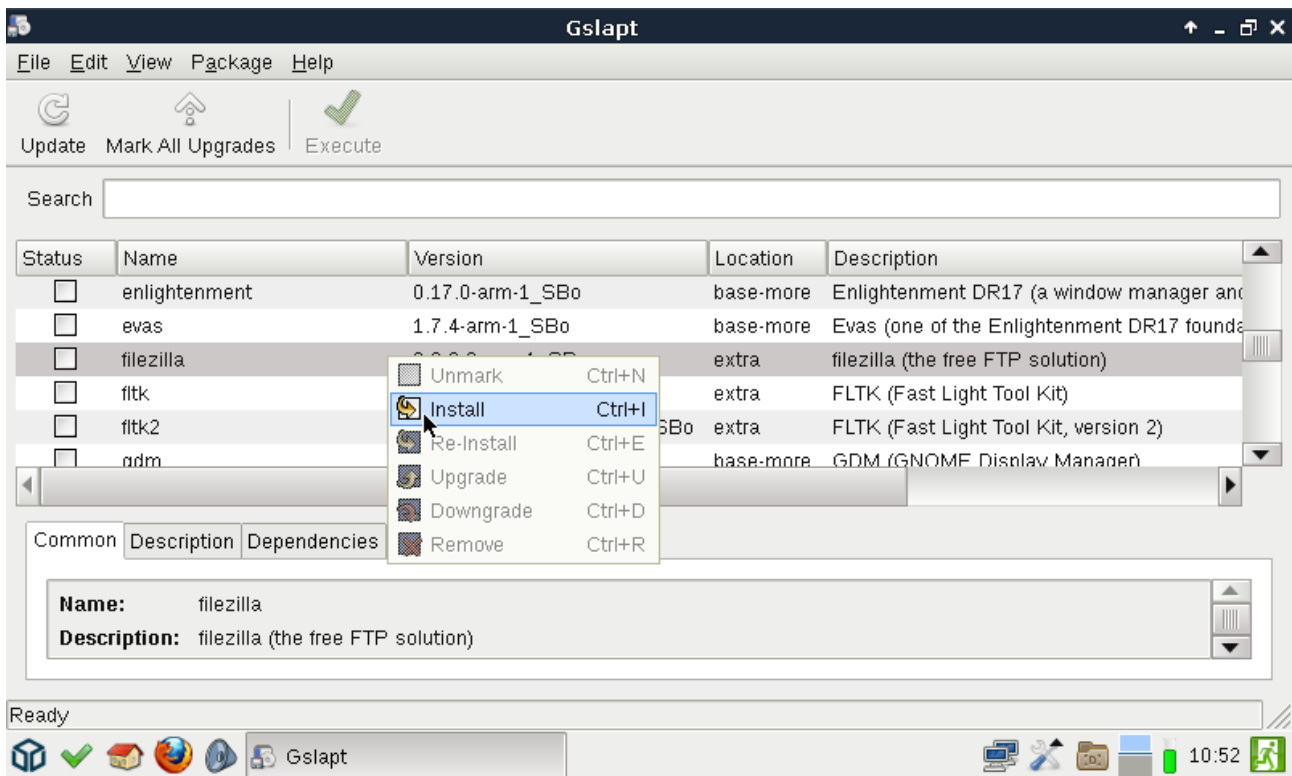 Gslapt
File Edit View Package Help
Update Mark All Upgrades Execute
Search
Status Name Version Location Description
enlightenment 0.17.0-arm-1_SBo base-more Enlightenment DR17 (a window manager and
evas 1.7.4-arm-1_SBo base-more Evas (one of the Enlightenment DR17 founda
filezilla extra filezilla (the free FTP solution)
Unmark Ctrl+N
fltk extra FLTK (Fast Light Tool Kit)
Install Ctrl+I
fltk2 SBo extra FLTK (Fast Light Tool Kit, version 2)
Re-Install Ctrl+E
gdm base-more GDM (GNOME Display Manager)
Upgrade Ctrl+U
Downgrade Ctrl+D
Remove Ctrl+R
Common Description Dependencies
Name: filezilla
Description: filezilla (the free FTP solution)
Ready
Gslapt 10:52